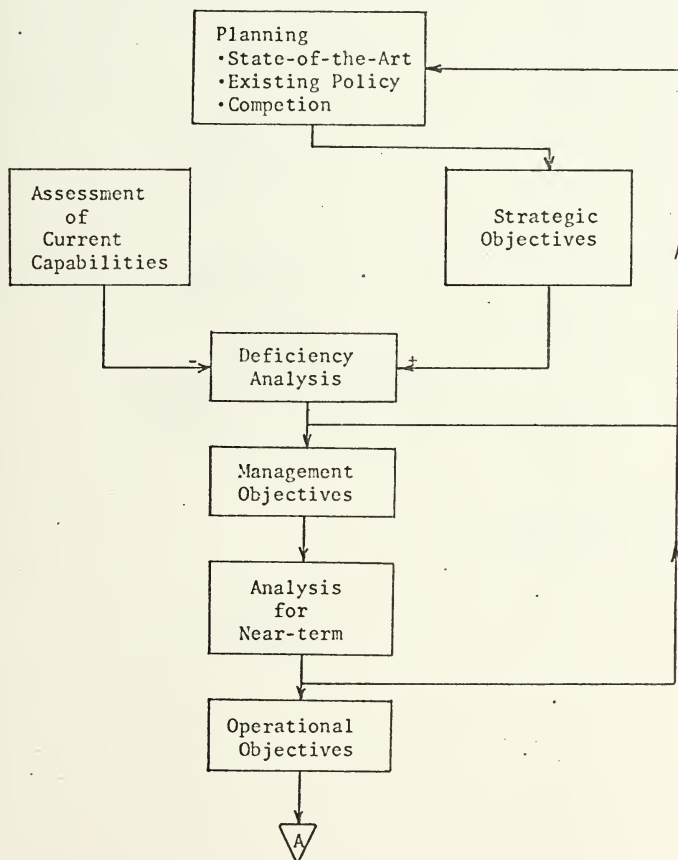 Planning
•State-of-the-Art
•Existing Policy
•Competion
Assessment
of
Current
Capabilities
Strategic
Objectives
-
Deficiency
Analysis
+
Management
Objectives
Analysis
for
Near-term
Operational
Objectives
A